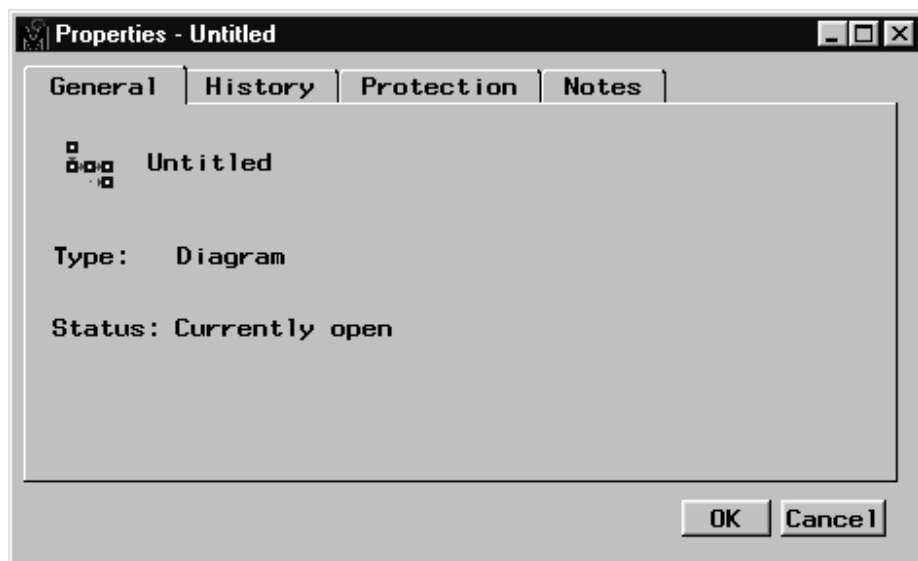 Properties - Untitled
General History Protection Notes
Untitled
Type: Diagram
Status: Currently open
OK Cancel